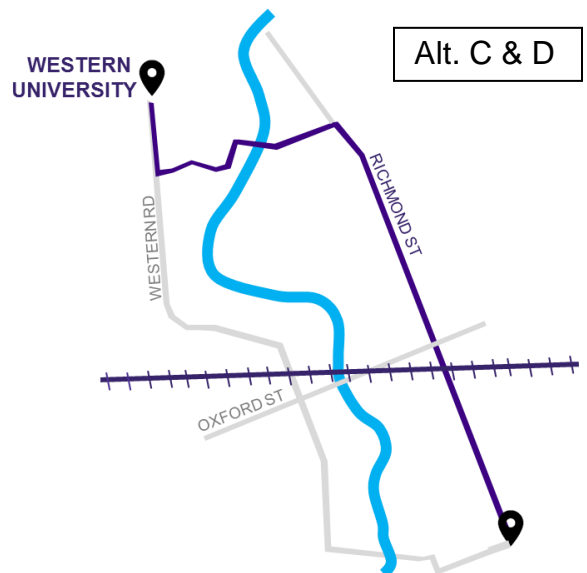 Alt. C & D
WESTERN
UNIVERSITY
RICHMOND ST
WESTERN RD
OXFORD ST